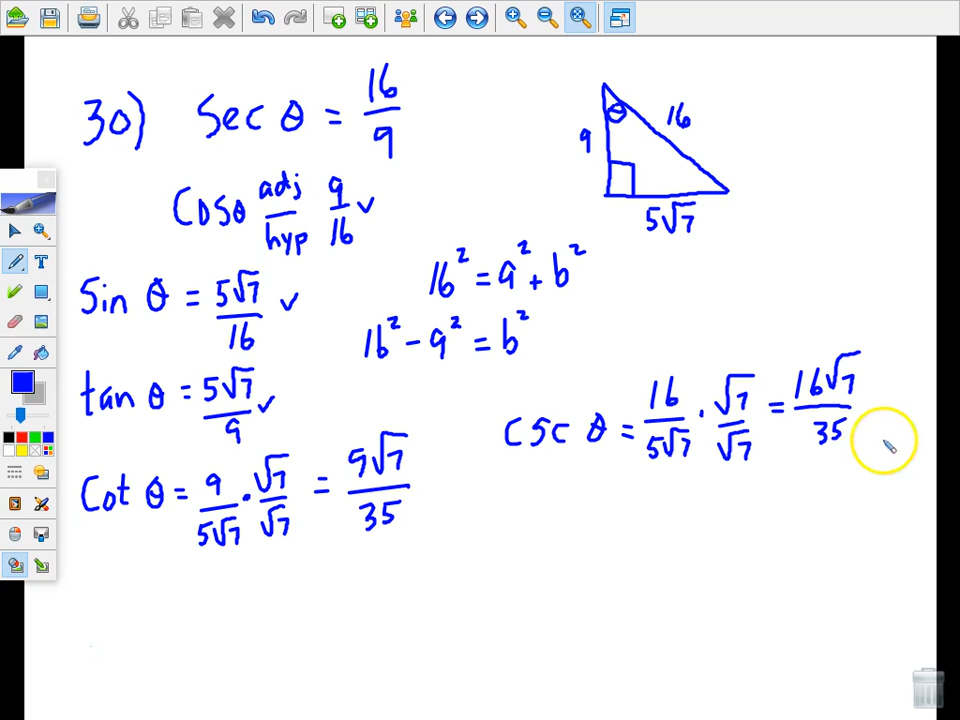 30) Sec θ = 16/9
9 θ 16
5√7
Cosθ adj/hyp 9/16 ✓
Sin θ = 5√7/16 ✓
tan θ = 5√7/9 ✓
Cot θ = 9/5√7 · √7/√7 = 9√7/35
16² = a² + b²
16² - 9² = b²
csc θ = 16/5√7 · √7/√7 = 16√7/35
T